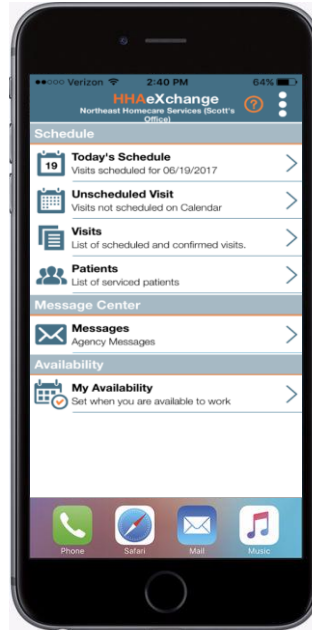 ●●○○○ Verizon 2:40 PM 64%
HHAeXchange
Northeast Homecare Services (Scott's
Office)
?
Schedule
19
Today's Schedule
Visits scheduled for 06/19/2017
Unscheduled Visit
Visits not scheduled on Calendar
Visits
List of scheduled and confirmed visits.
Patients
List of serviced patients
Message Center
Messages
Agency Messages
Availability
My Availability
Set when you are available to work
Phone Safari Mail Music